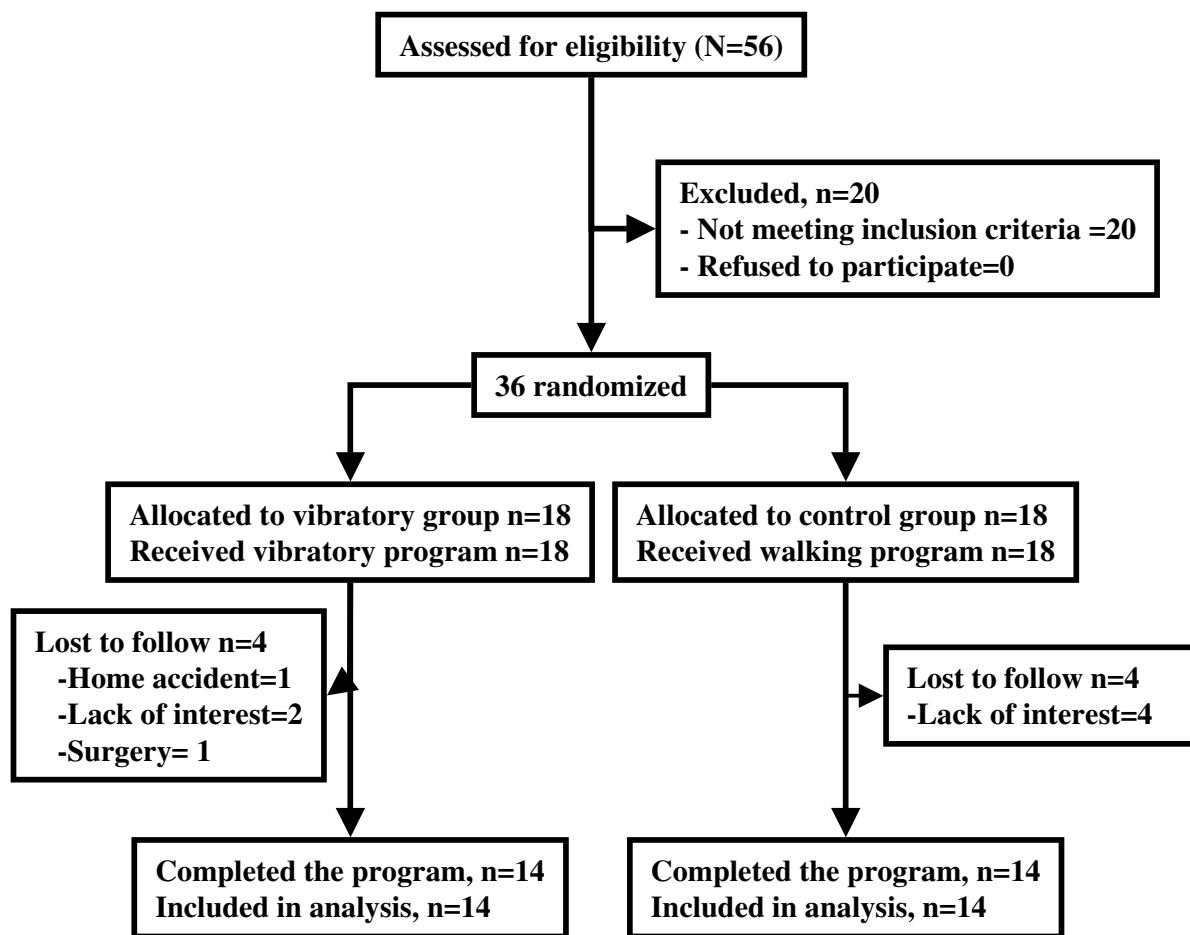 Assessed for eligibility (N=56)
Excluded, n=20
- Not meeting inclusion criteria =20
- Refused to participate=0
36 randomized
Allocated to vibratory group n=18
Received vibratory program n=18
Allocated to control group n=18
Received walking program n=18
Lost to follow n=4
-Home accident=1
-Lack of interest=2
-Surgery= 1
Lost to follow n=4
-Lack of interest=4
Completed the program, n=14
Included in analysis, n=14
Completed the program, n=14
Included in analysis, n=14